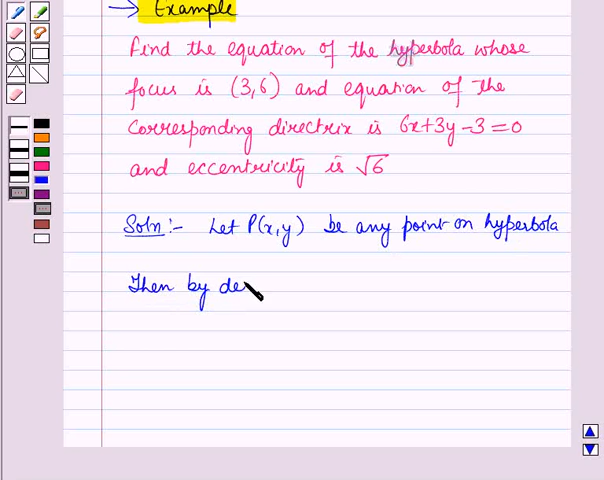 → Example
Find the equation of the hyperbola whose
focus is (3,6) and equation of the
corresponding directrix is 6x+3y-3=0
and eccentricity is √6
Soln:- Let P(x,y) be any point on hyperbola
Then by de